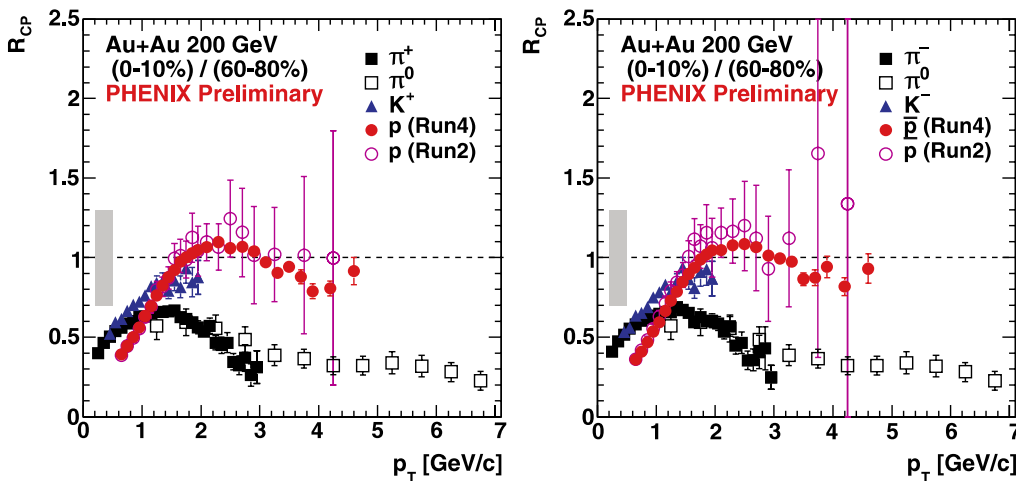 R_CP
2.5
2
1.5
1
0.5
0
Au+Au 200 GeV
(0-10%) / (60-80%)
PHENIX Preliminary
π⁺
π⁰
K⁺
p (Run4)
p (Run2)
0 1 2 3 4 5 6 7
p_T [GeV/c]
R_CP
2.5
2
1.5
1
0.5
0
Au+Au 200 GeV
(0-10%) / (60-80%)
PHENIX Preliminary
π⁻
π⁰
K⁻
p̅ (Run4)
p̅ (Run2)
0 1 2 3 4 5 6 7
p_T [GeV/c]